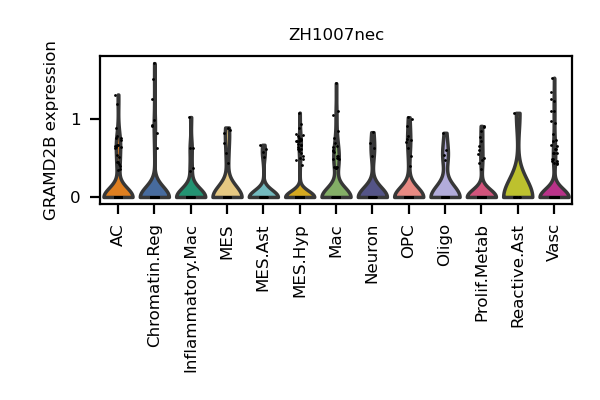 ZH1007nec
GRAMD2B expression
1
0
AC
Chromatin.Reg
Inflammatory.Mac
MES
MES.Ast
MES.Hyp
Mac
Neuron
OPC
Oligo
Prolif.Metab
Reactive.Ast
Vasc